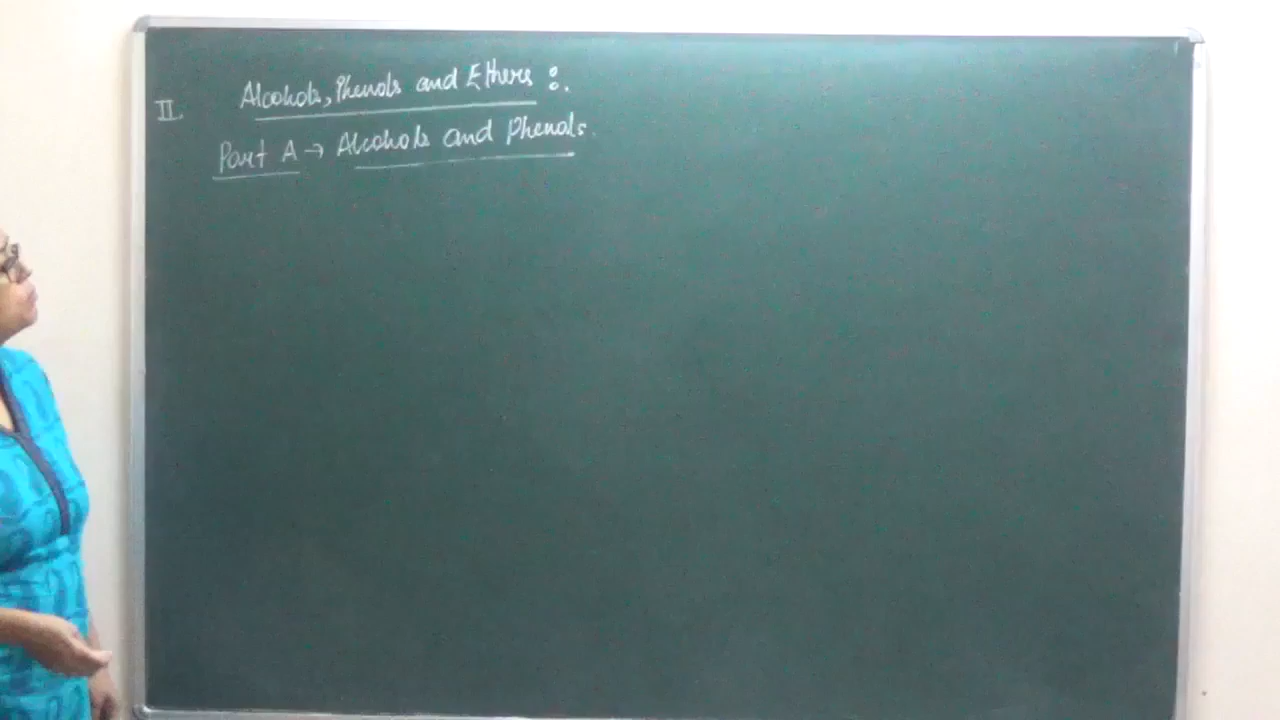 II. Alcohols, Phenols and Ethers :.
Part A → Alcohols and Phenols.